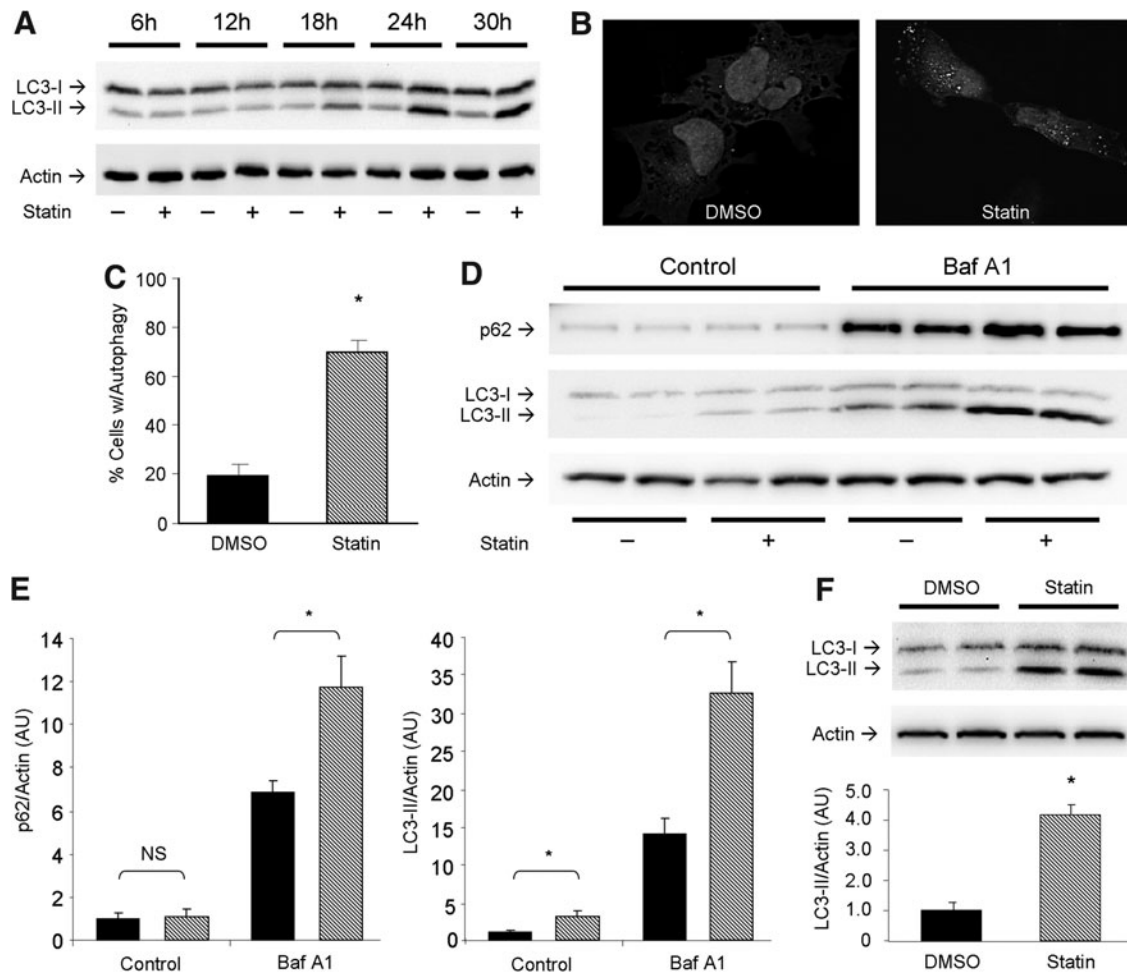 A
6h 12h 18h 24h 30h
LC3-I →
LC3-II →
Actin →
Statin − + − + − + − + − +
B
DMSO
Statin
C
% Cells w/Autophagy
100
80
60
40
20
0
*
DMSO Statin
D
Control Baf A1
p62 →
LC3-I →
LC3-II →
Actin →
Statin − + − +
E
p62/Actin (AU)
14
12
10
8
6
4
2
0
NS
*
Control Baf A1
LC3-II/Actin (AU)
40
35
30
25
20
15
10
5
0
*
*
Control Baf A1
F
DMSO Statin
LC3-I →
LC3-II →
Actin →
LC3-II/Actin (AU)
5.0
4.0
3.0
2.0
1.0
0
*
DMSO Statin